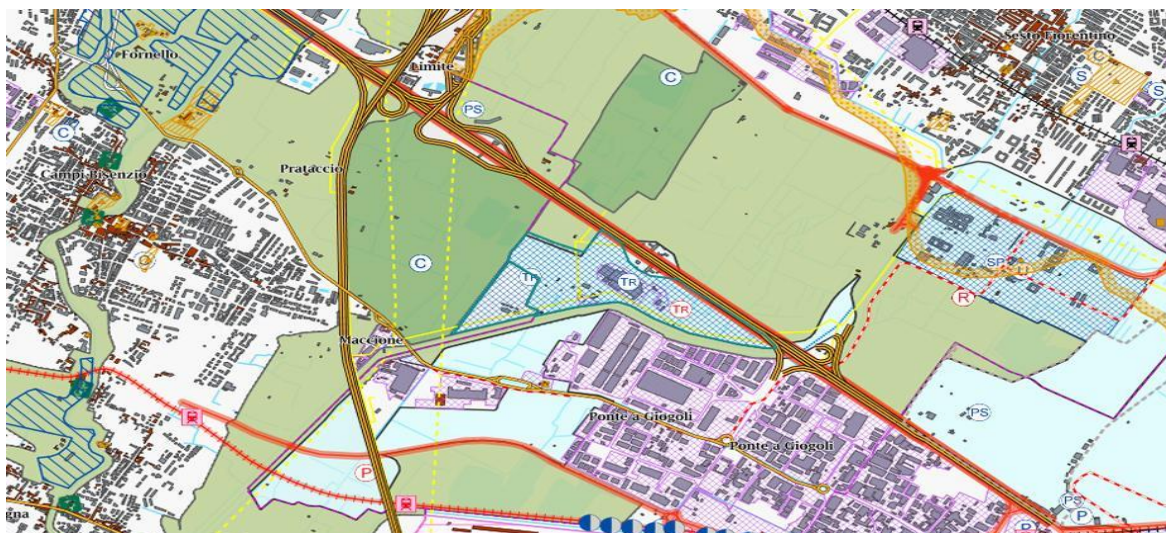 Sesto Fiorentino
Fornello
Limite
C
C
S
S
PS
C
Campi Bisenzio
Prataccio
C
TR
TR
TR
SP
R
Maccione
PS
Ponte a Giogoli
Ponte a Giogoli
P
PS
P
P
gna